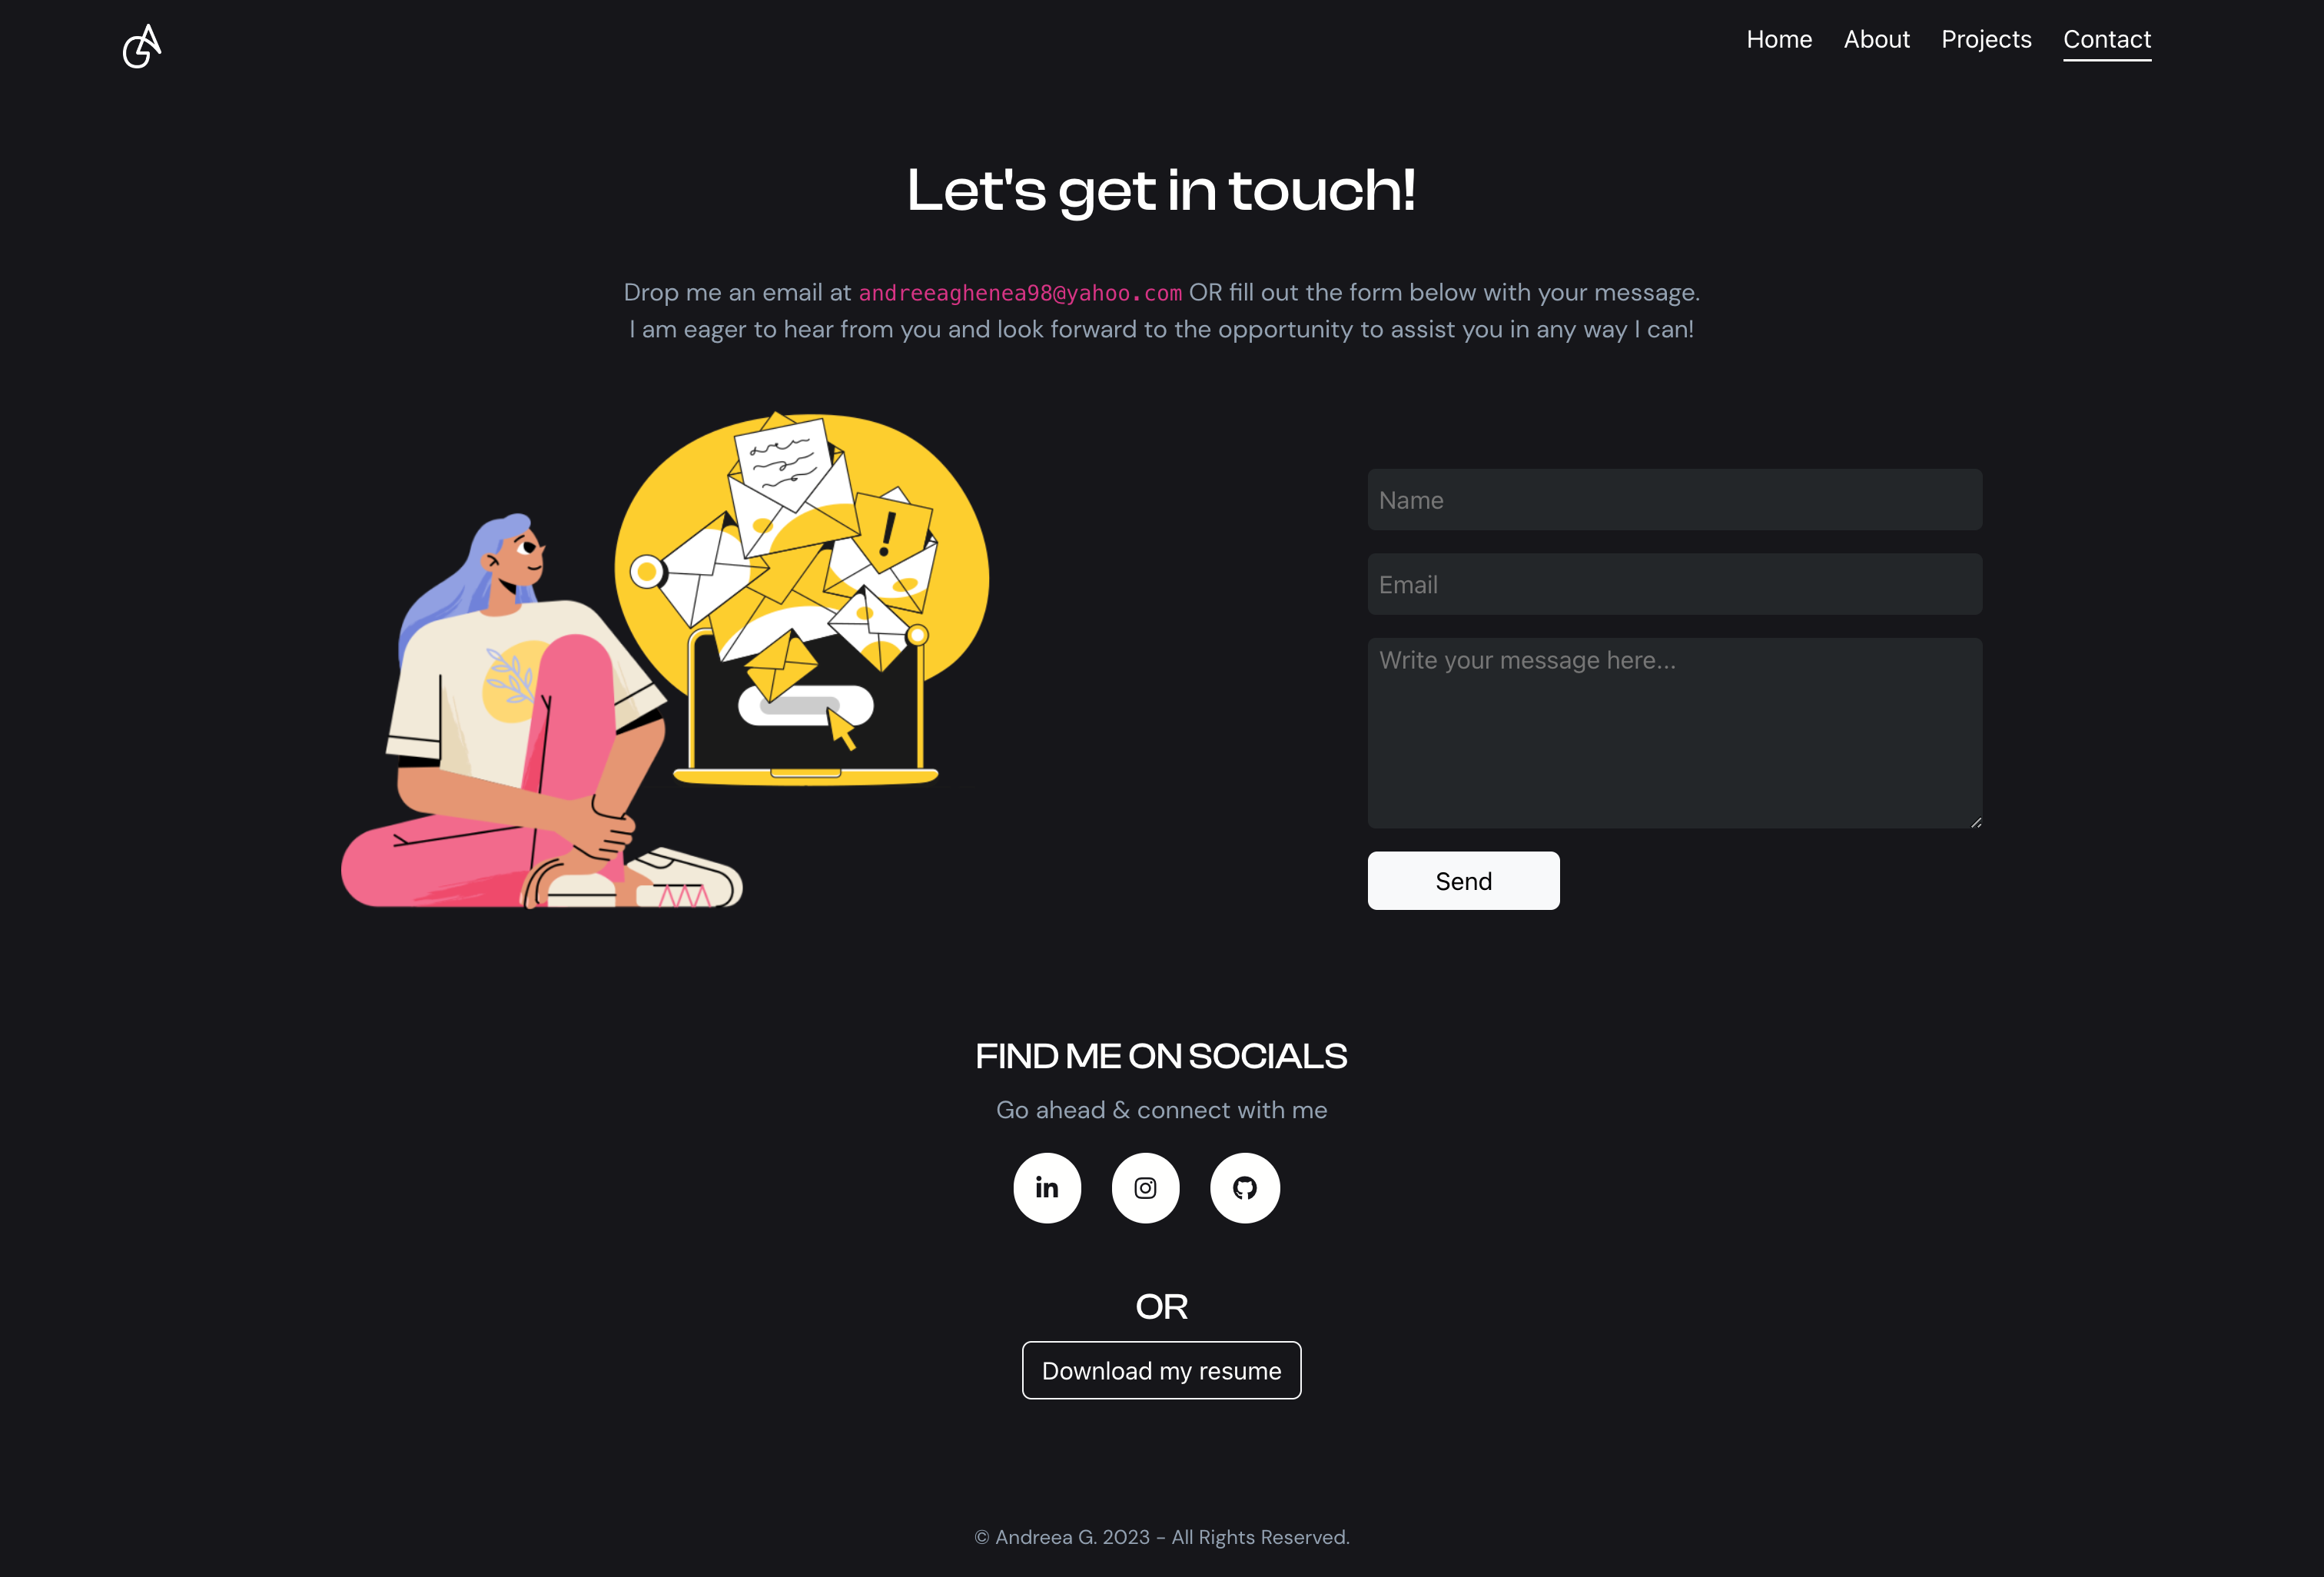 GA
Home About Projects Contact
Let's get in touch!
Drop me an email at andreeaghenea98@yahoo.com OR fill out the form below with your message.
I am eager to hear from you and look forward to the opportunity to assist you in any way I can!
!
Name
Email
Write your message here...
Send
FIND ME ON SOCIALS
Go ahead & connect with me
in
OR
Download my resume
© Andreea G. 2023 - All Rights Reserved.